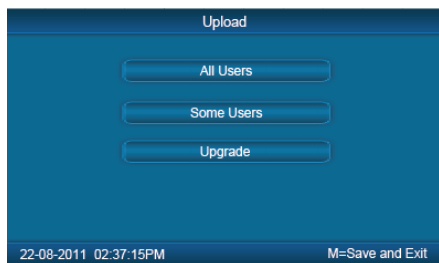 Upload
All Users
Some Users
Upgrade
22-08-2011 02:37:15PM M=Save and Exit